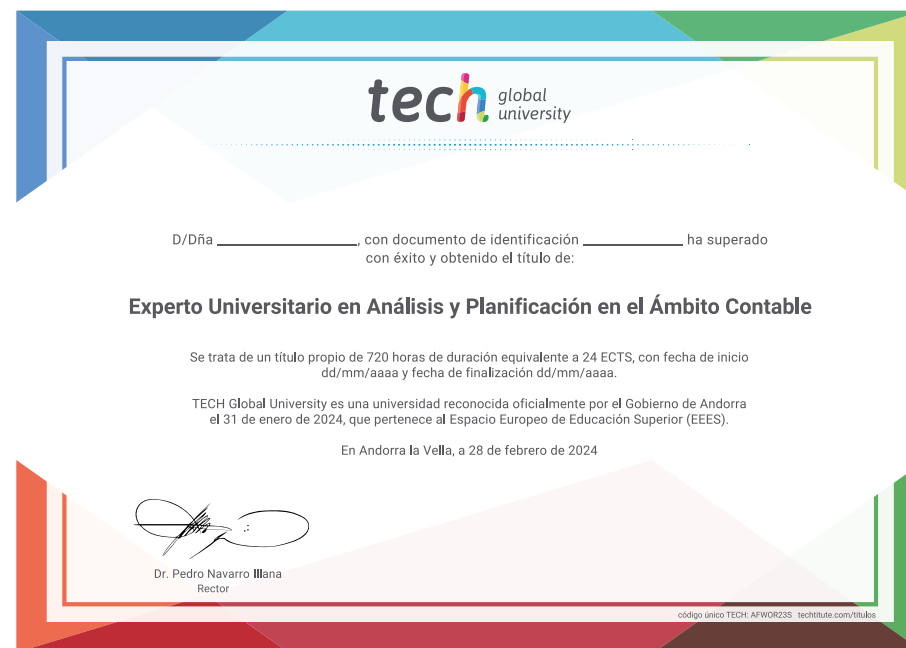 tech global university
D/Dña ____________________, con documento de identificación ______________ ha superado
con éxito y obtenido el título de:
Experto Universitario en Análisis y Planificación en el Ámbito Contable
Se trata de un título propio de 720 horas de duración equivalente a 24 ECTS, con fecha de inicio
dd/mm/aaaa y fecha de finalización dd/mm/aaaa.
TECH Global University es una universidad reconocida oficialmente por el Gobierno de Andorra
el 31 de enero de 2024, que pertenece al Espacio Europeo de Educación Superior (EEES).
En Andorra la Vella, a 28 de febrero de 2024
Dr. Pedro Navarro Illana
Rector
código único TECH: AFWOR23S techtitute.com/titulos